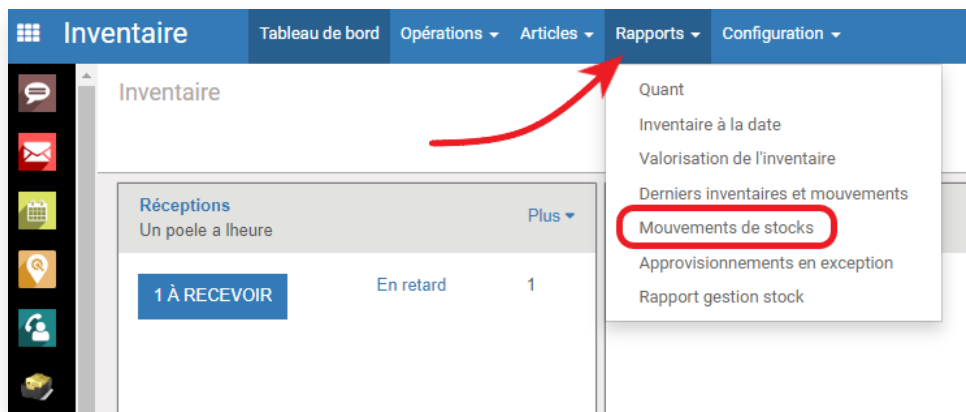 Inventaire
Tableau de bord
Opérations
Articles
Rapports
Configuration
Inventaire
Quant
Inventaire à la date
Valorisation de l'inventaire
Derniers inventaires et mouvements
Mouvements de stocks
Approvisionnements en exception
Rapport gestion stock
Réceptions
Un poele a lheure
Plus
1 À RECEVOIR
En retard
1